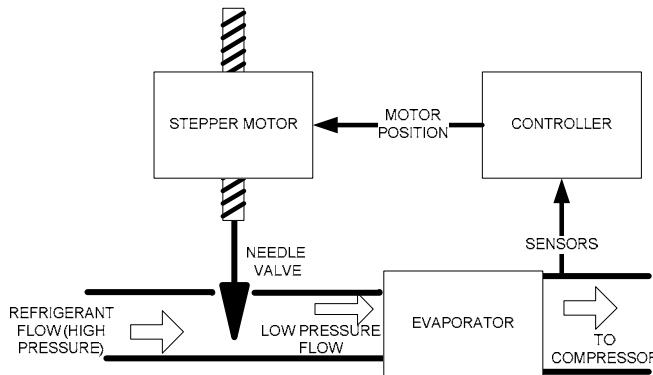 STEPPER MOTOR
MOTOR
POSITION
CONTROLLER
NEEDLE
VALVE
SENSORS
REFRIGERANT
FLOW (HIGH
PRESSURE)
LOW PRESSURE
FLOW
EVAPORATOR
TO
COMPRESSOR